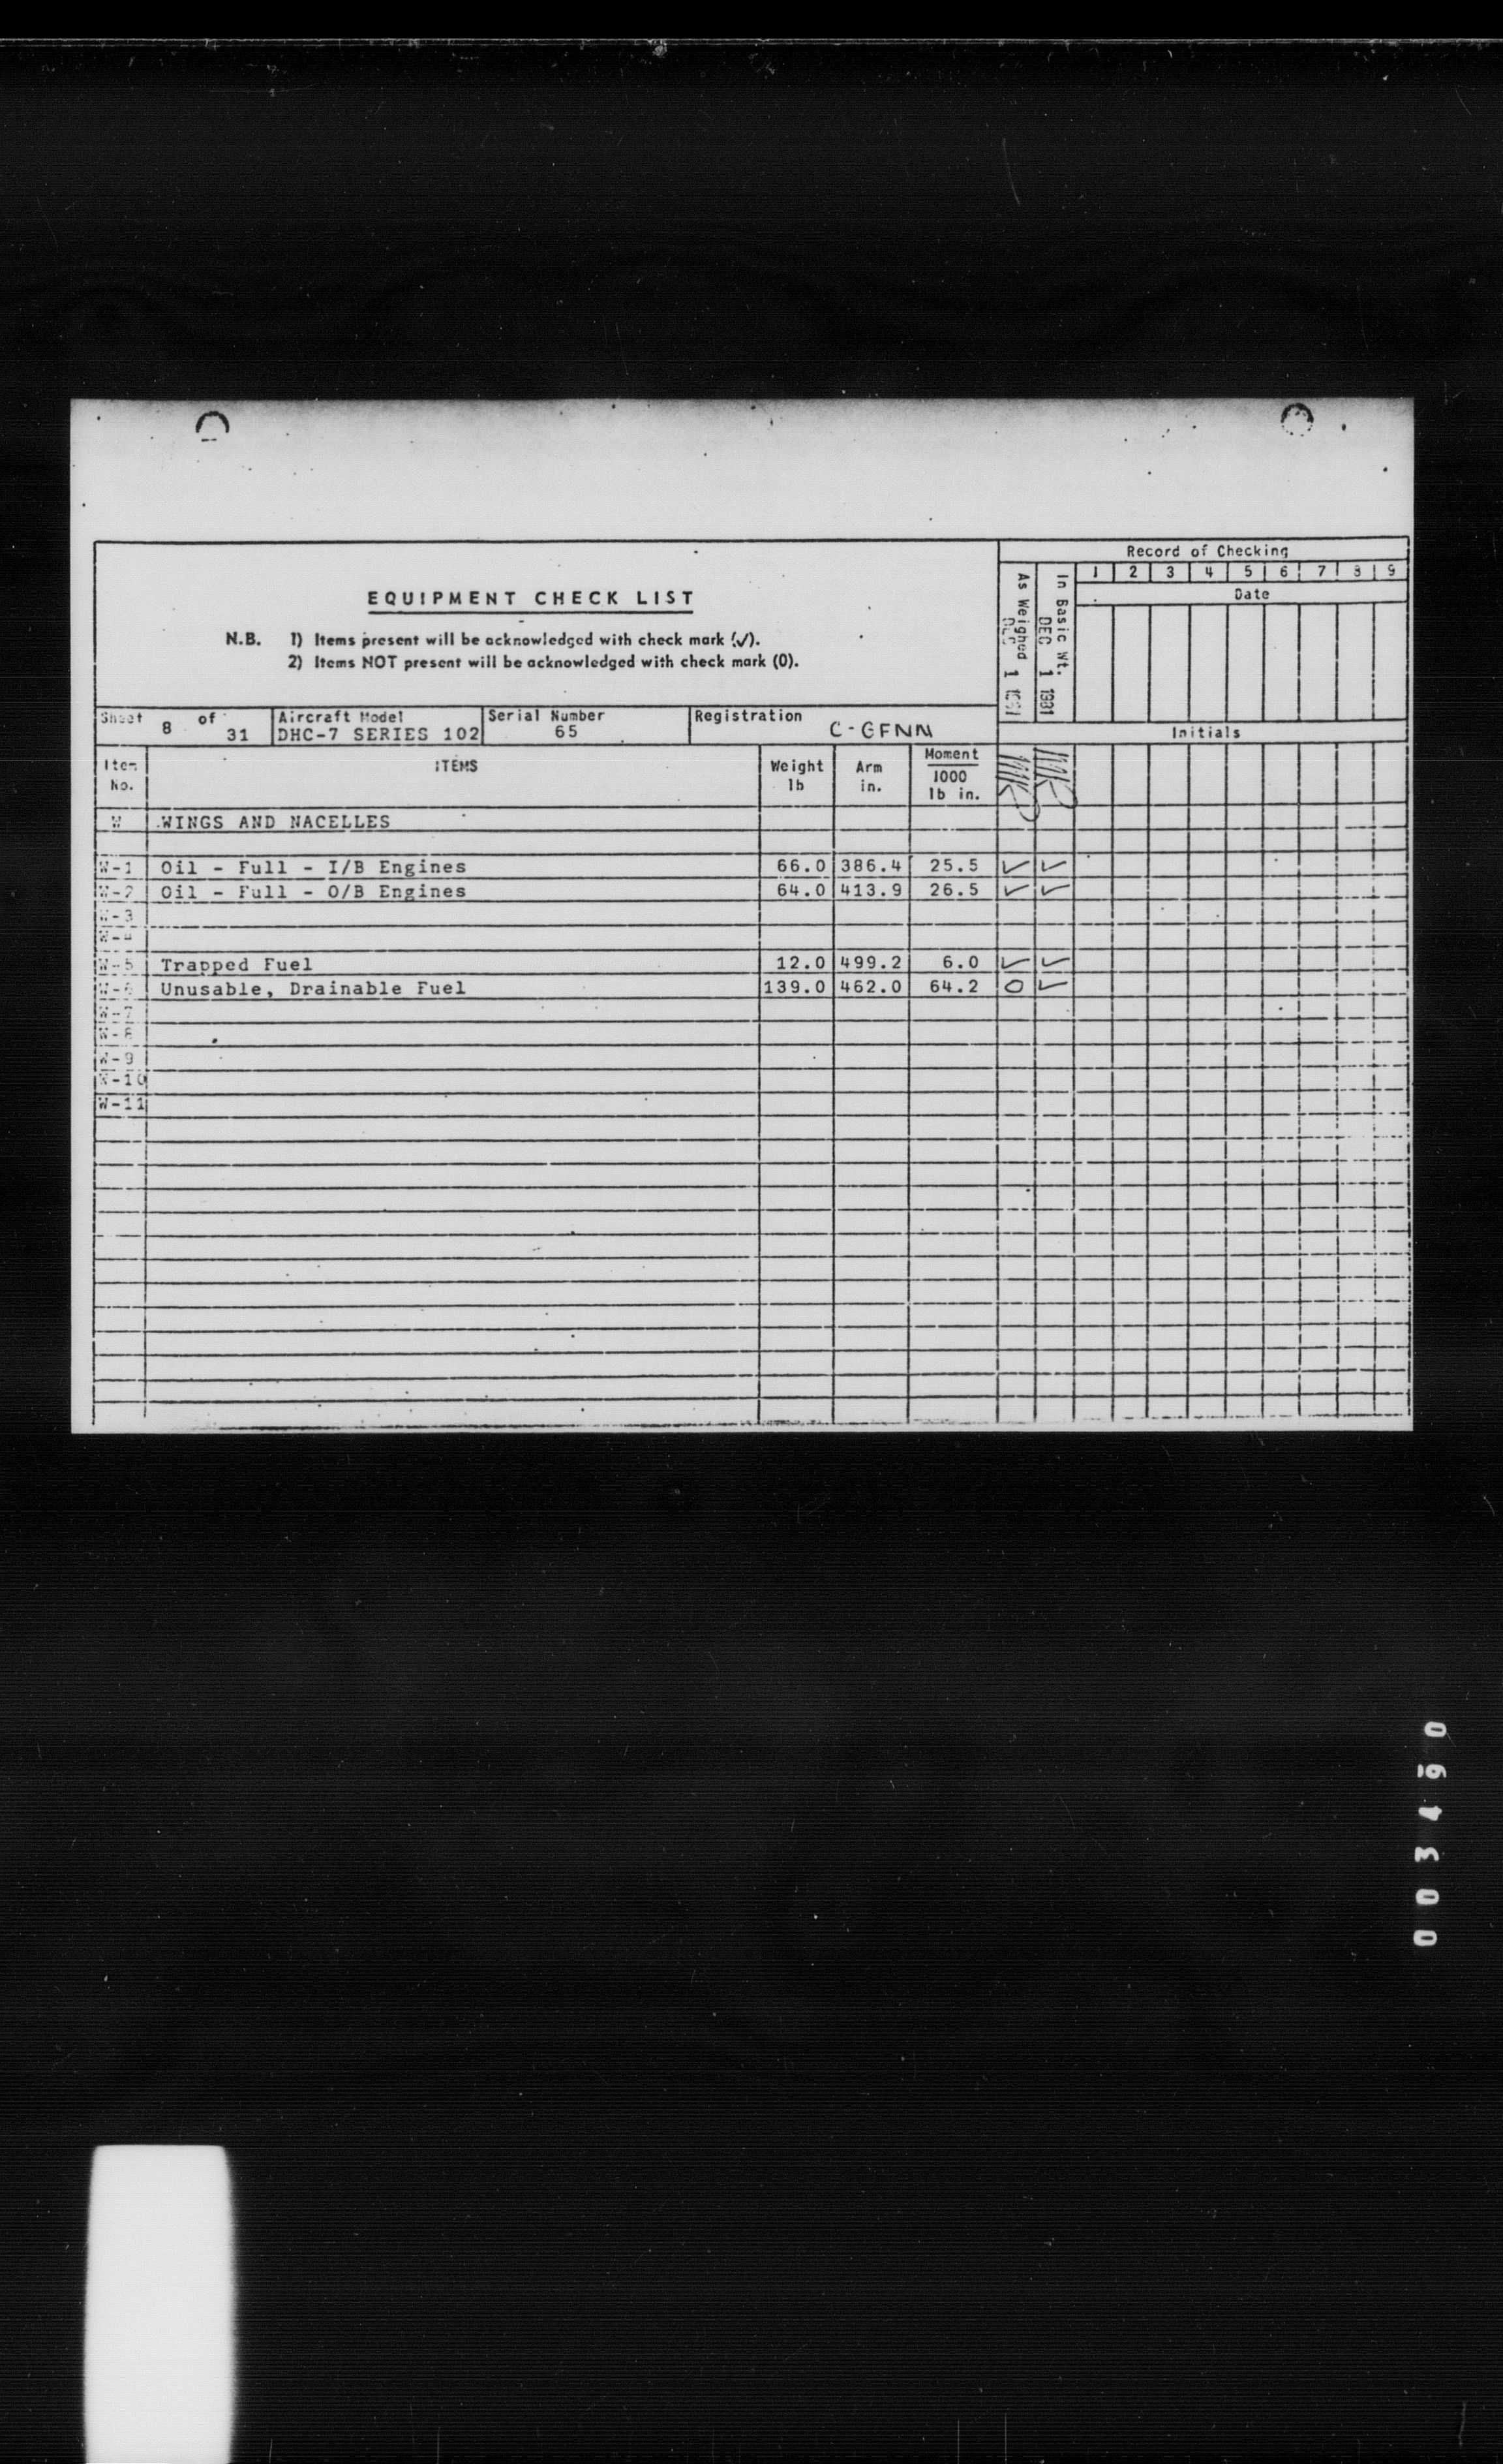 Record of Checking
As Weighed DEC 1 1981
In Basic Wt. DEC 1 1981
1 2 3 4 5 6 7 8 9
Date
EQUIPMENT CHECK LIST
N.B. 1) Items present will be acknowledged with check mark (✓).
2) Items NOT present will be acknowledged with check mark (0).
Sheet 8 of 31 Aircraft Model DHC-7 SERIES 102 Serial Number 65 Registration C-GFNN
Initials
Item No. ITEMS Weight lb Arm in. Moment 1000 lb in.
W WINGS AND NACELLES
W-1 Oil - Full - I/B Engines 66.0 386.4 25.5 ✓ ✓
W-2 Oil - Full - O/B Engines 64.0 413.9 26.5 ✓ ✓
W-3
W-4
W-5 Trapped Fuel 12.0 499.2 6.0 ✓ ✓
W-6 Unusable, Drainable Fuel 139.0 462.0 64.2 0 ✓
W-7
W-8
W-9
W-10
W-11
003490